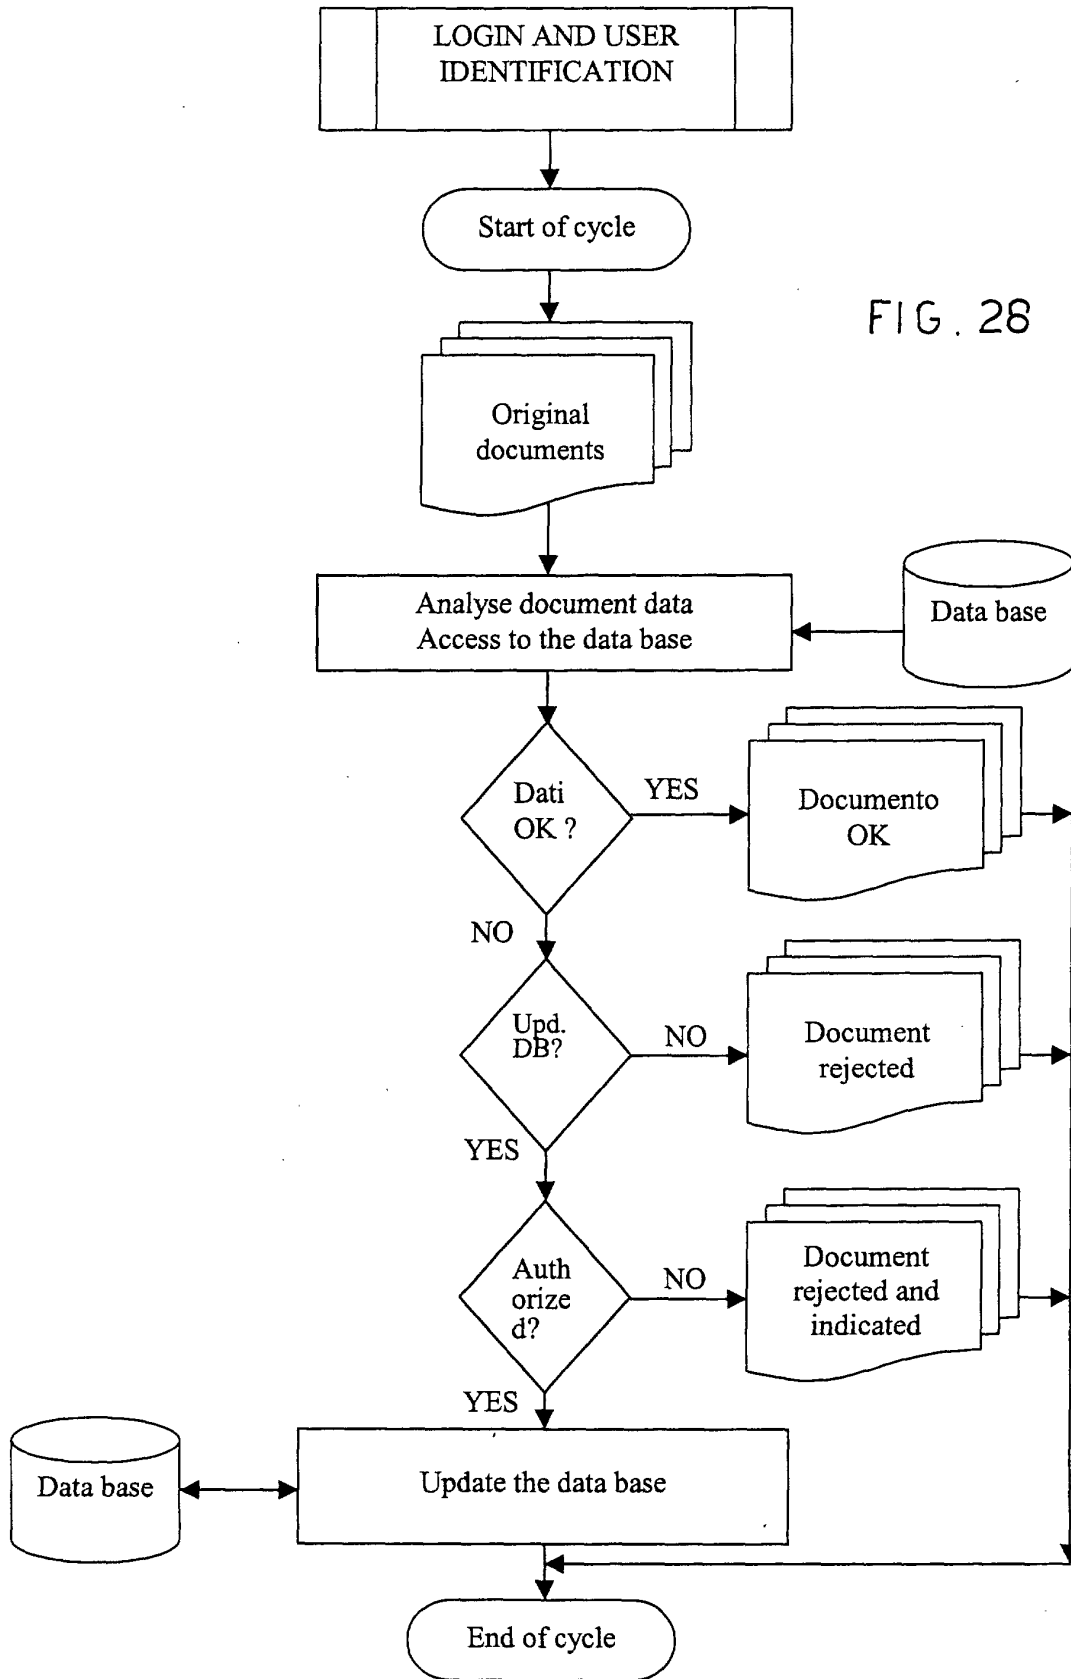 LOGIN AND USER
IDENTIFICATION
Start of cycle
FIG. 28
Original
documents
Analyse document data
Access to the data base
Data base
Dati
OK ?
YES
Documento
OK
NO
Upd.
DB?
NO
Document
rejected
YES
Auth
orize
d?
NO
Document
rejected and
indicated
YES
Data base
Update the data base
End of cycle